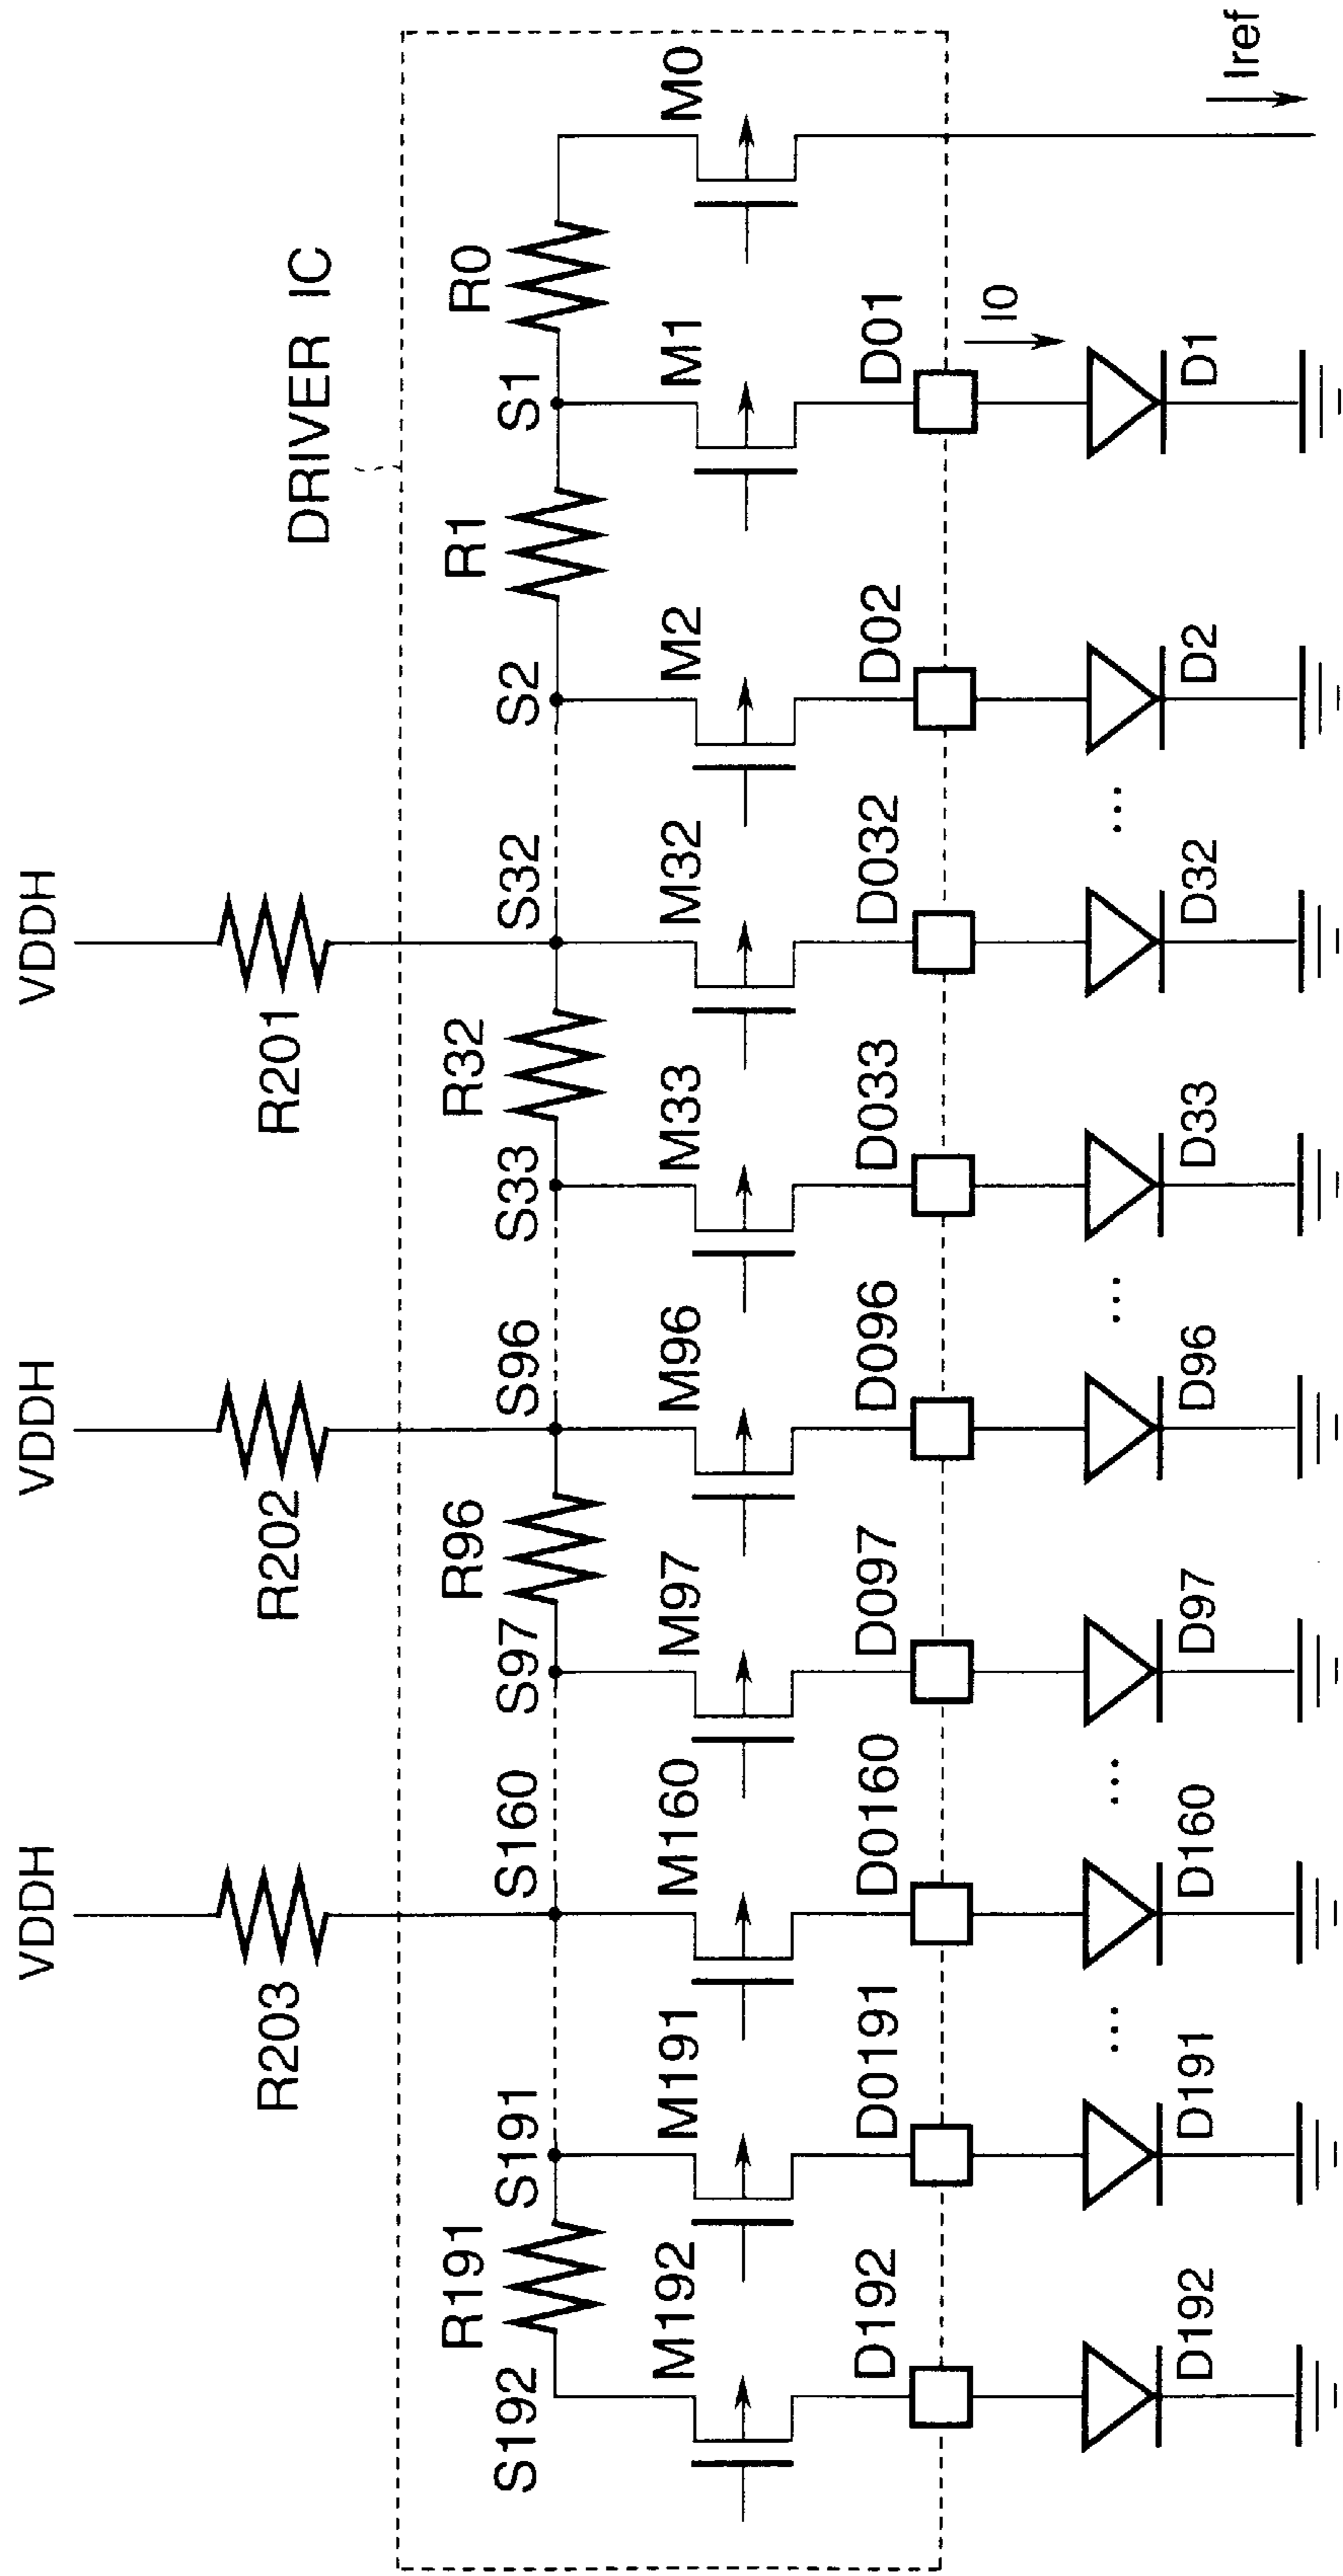 VDDH
VDDH
VDDH
R203
R202
R201
DRIVER IC
R191
R96
R32
R1
R0
S192
S191
S160
S97
S96
S33
S32
S2
S1
M192
M191
M160
M97
M96
M33
M32
M2
M1
M0
D192
D0191
D0160
D097
D096
D033
D032
D02
D01
I0
Iref
...
...
...
...
D192
D191
D160
D97
D96
D33
D32
D2
D1